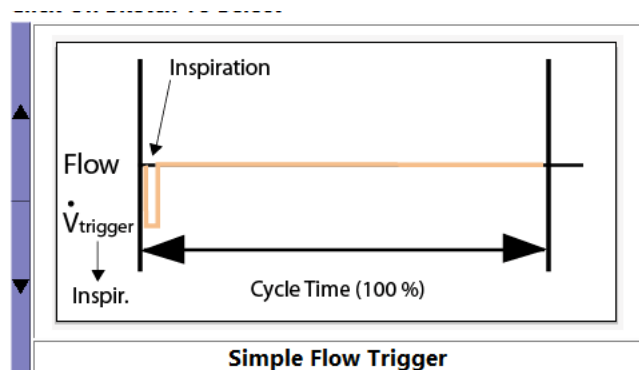 Inspiration
Flow
V̇trigger
Inspir.
Cycle Time (100 %)
Simple Flow Trigger